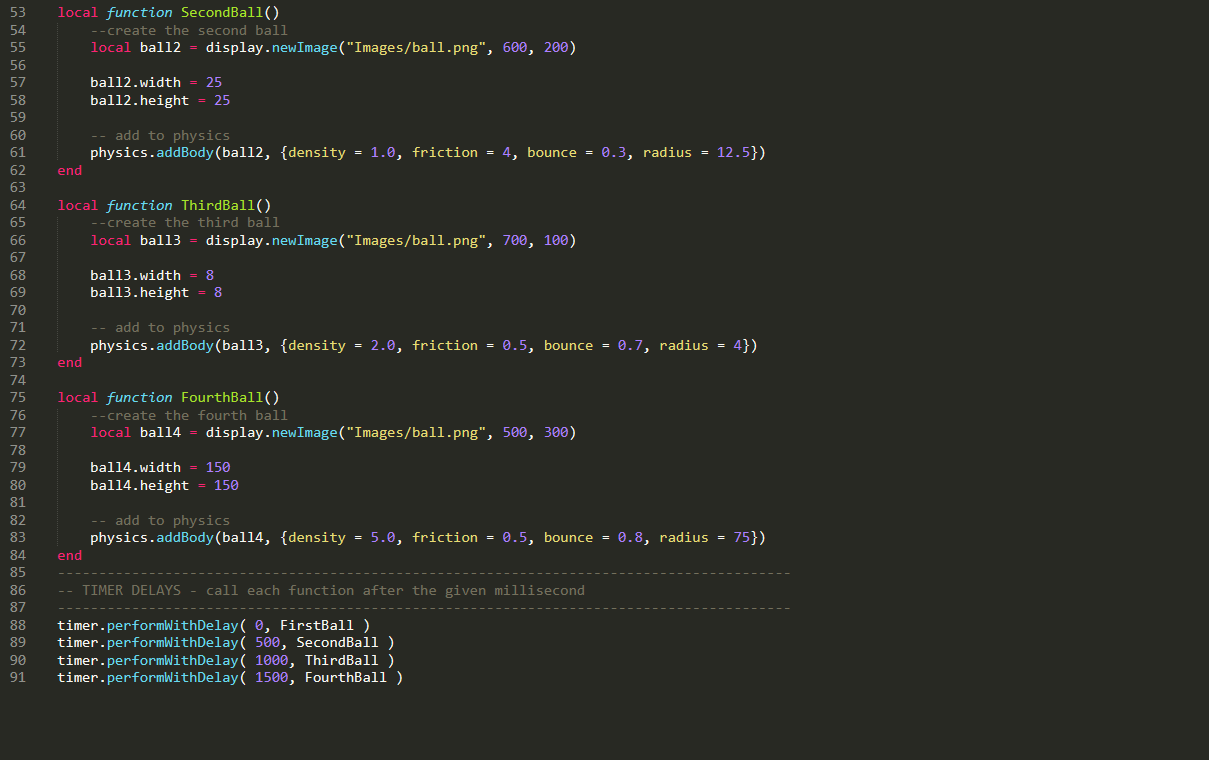 53 local function SecondBall()
54 --create the second ball
55 local ball2 = display.newImage("Images/ball.png", 600, 200)
56
57 ball2.width = 25
58 ball2.height = 25
59
60 -- add to physics
61 physics.addBody(ball2, {density = 1.0, friction = 4, bounce = 0.3, radius = 12.5})
62 end
63
64 local function ThirdBall()
65 --create the third ball
66 local ball3 = display.newImage("Images/ball.png", 700, 100)
67
68 ball3.width = 8
69 ball3.height = 8
70
71 -- add to physics
72 physics.addBody(ball3, {density = 2.0, friction = 0.5, bounce = 0.7, radius = 4})
73 end
74
75 local function FourthBall()
76 --create the fourth ball
77 local ball4 = display.newImage("Images/ball.png", 500, 300)
78
79 ball4.width = 150
80 ball4.height = 150
81
82 -- add to physics
83 physics.addBody(ball4, {density = 5.0, friction = 0.5, bounce = 0.8, radius = 75})
84 end
85 -----------------------------------------------------------------------------------------
86 -- TIMER DELAYS - call each function after the given millisecond
87 -----------------------------------------------------------------------------------------
88 timer.performWithDelay( 0, FirstBall )
89 timer.performWithDelay( 500, SecondBall )
90 timer.performWithDelay( 1000, ThirdBall )
91 timer.performWithDelay( 1500, FourthBall )